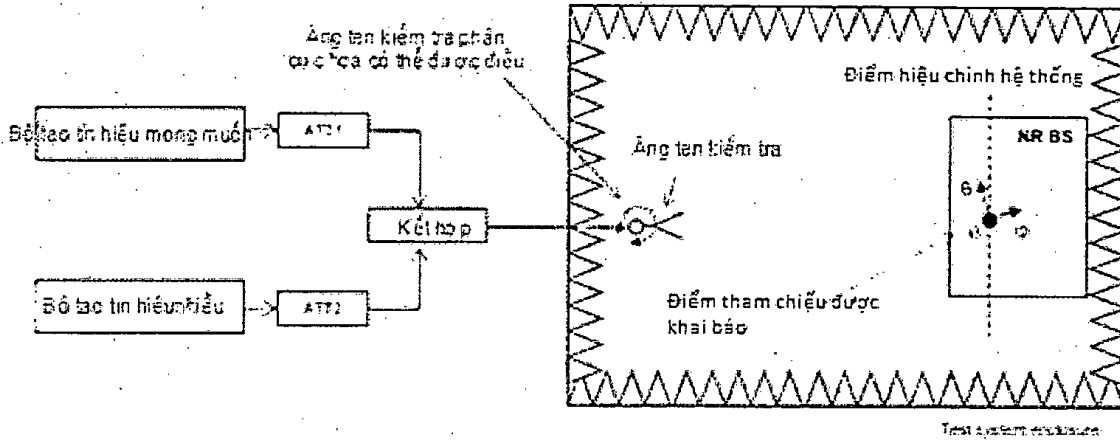 Ăng ten kiểm tra phân
cực có thể được điều
Điểm hiệu chỉnh hệ thống
Bộ tạo tín hiệu mong muốn
ATT1
Ăng ten kiểm tra
NR BS
θ
φ
Kết hợp
Bộ tạo tín hiệu nhiễu
ATT2
Điểm tham chiếu được
khai báo
Test system enclosure